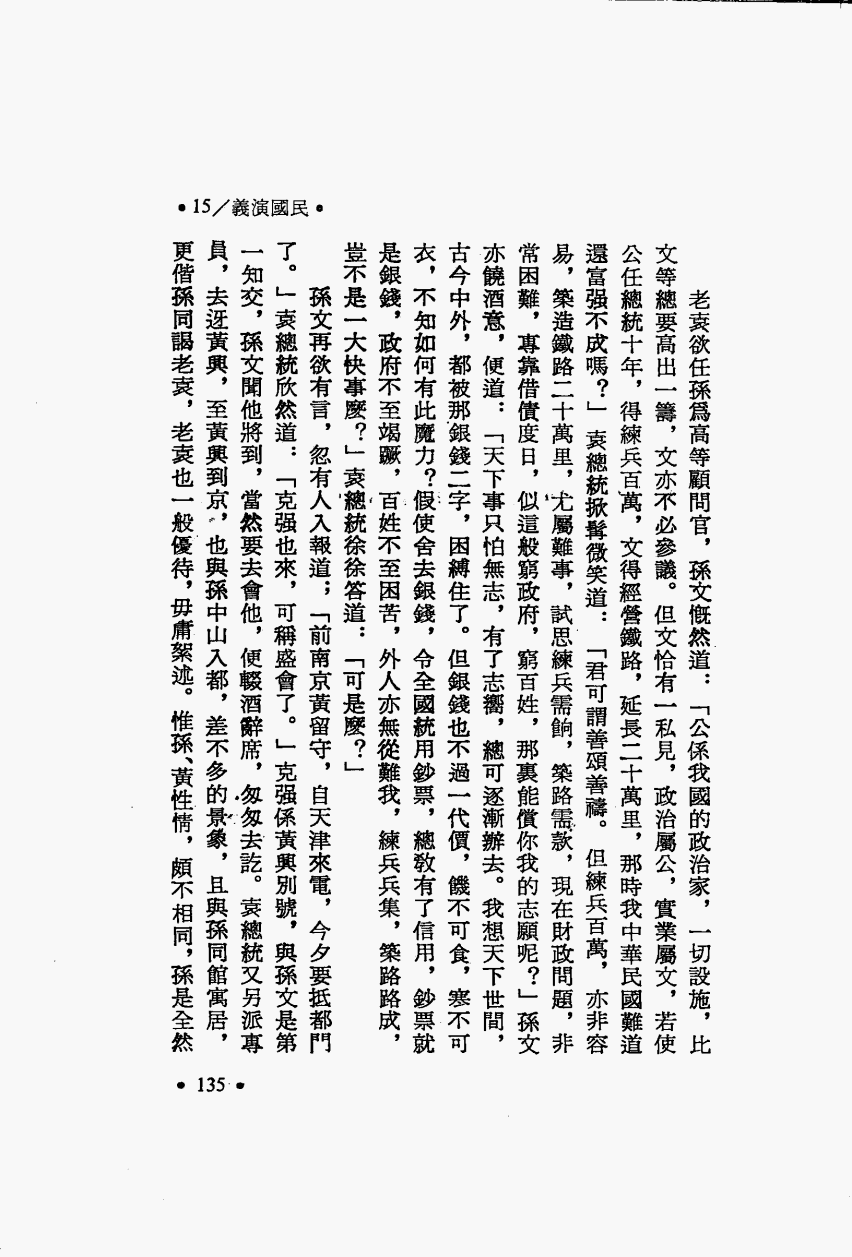 •15/義演國民•
老袁欲任孫爲高等顧問官，孫文慨然道：「公係我國的政治家，一切設施，比
文等總要高出一籌，文亦不必參議。但文恰有一私見，政治屬公，實業屬文，若使
公任總統十年，得練兵百萬，文得經營鐵路，延長二十萬里，那時我中華民國難道
還富强不成嗎？」袁總統掀髯微笑道：「君可謂善頌善禱。但練兵百萬，亦非容
易，築造鐵路二十萬里，尤屬難事，試思練兵需餉，築路需款，現在財政問題，非
常困難，專靠借債度日，似這般窮政府，窮百姓，那裏能償你我的志願呢？」孫文
亦饒酒意，便道：「天下事只怕無志，有了志嚮，總可逐漸辦去。我想天下世間，
古今中外，都被那銀錢二字，困縛住了。但銀錢也不過一代價，饑不可食，寒不可
衣，不知如何有此魔力？假使舍去銀錢，令全國統用鈔票，總敎有了信用，鈔票就
是銀錢，政府不至竭蹶，百姓不至困苦，外人亦無從難我，練兵兵集，築路路成，
豈不是一大快事麼？」袁總統徐徐答道：「可是麼？」
孫文再欲有言，忽有人入報道；「前南京黃留守，自天津來電，今夕要抵都門
了。」袁總統欣然道：「克强也來，可稱盛會了。」克强係黃興別號，與孫文是第
一知交，孫文聞他將到，當然要去會他，便輟酒辭席，匆匆去訖。袁總統又另派專
員，去迓黃興，至黃興到京，也與孫中山入都，差不多的景象，且與孫同館寓居，
更偕孫同謁老袁，老袁也一般優待，毋庸絮述。惟孫、黃性情，頗不相同，孫是全然
•135•